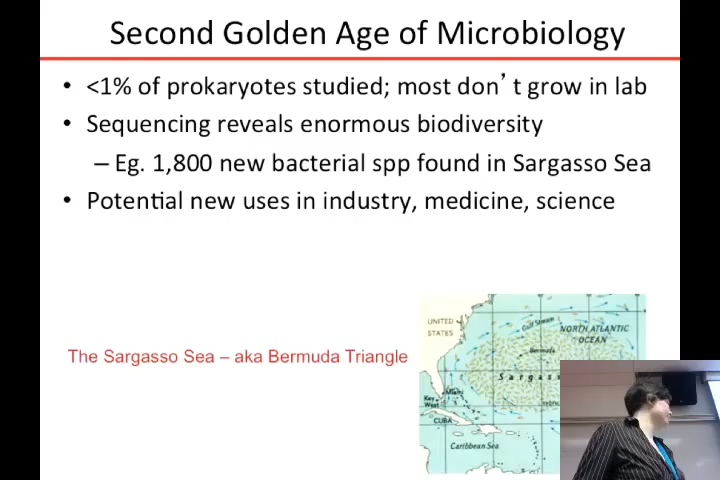 Second Golden Age of Microbiology
• <1% of prokaryotes studied; most don't grow in lab
• Sequencing reveals enormous biodiversity
– Eg. 1,800 new bacterial spp found in Sargasso Sea
• Potential new uses in industry, medicine, science
The Sargasso Sea – aka Bermuda Triangle
UNITED
STATES
Gulf Stream
NORTH ATLANTIC
OCEAN
Bermuda
Sargas
Miami
Key
West
CUBA
Caribbean Sea